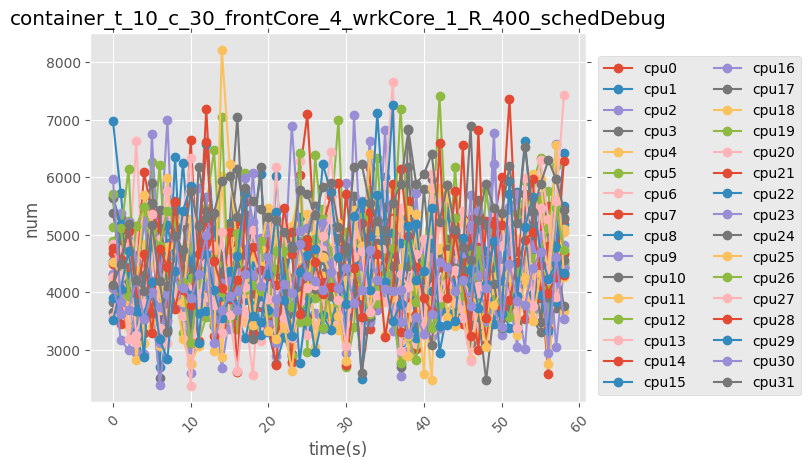 container_t_10_c_30_frontCore_4_wrkCore_1_R_400_schedDebug
8000
7000
6000
5000
4000
3000
num
0
10
20
30
40
50
60
time(s)
cpu0
cpu1
cpu2
cpu3
cpu4
cpu5
cpu6
cpu7
cpu8
cpu9
cpu10
cpu11
cpu12
cpu13
cpu14
cpu15
cpu16
cpu17
cpu18
cpu19
cpu20
cpu21
cpu22
cpu23
cpu24
cpu25
cpu26
cpu27
cpu28
cpu29
cpu30
cpu31